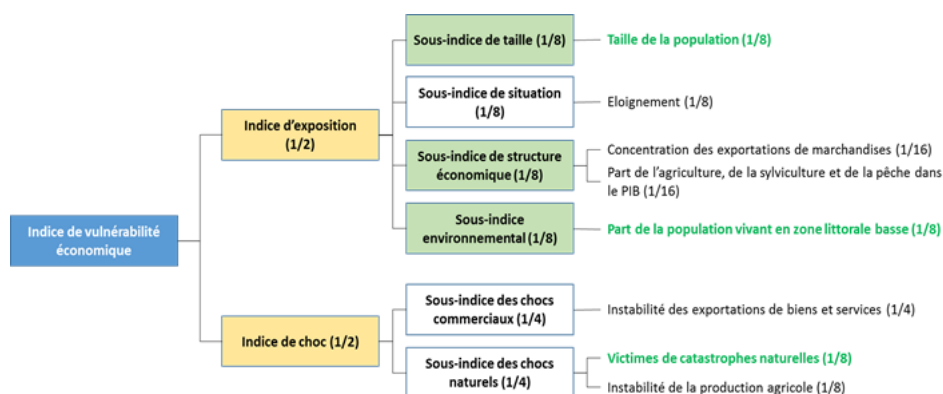 Sous-indice de taille (1/8)
Taille de la population (1/8)
Sous-indice de situation
(1/8)
Eloignement (1/8)
Indice d'exposition
(1/2)
Sous-indice de structure
économique (1/8)
Concentration des exportations de marchandises (1/16)
Part de l'agriculture, de la sylviculture et de la pêche dans
le PIB (1/16)
Sous-indice
environnemental (1/8)
Part de la population vivant en zone littorale basse (1/8)
Indice de vulnérabilité
économique
Sous-indice des chocs
commerciaux (1/4)
Instabilité des exportations de biens et services (1/4)
Indice de choc (1/2)
Sous-indice des chocs
naturels (1/4)
Victimes de catastrophes naturelles (1/8)
Instabilité de la production agricole (1/8)